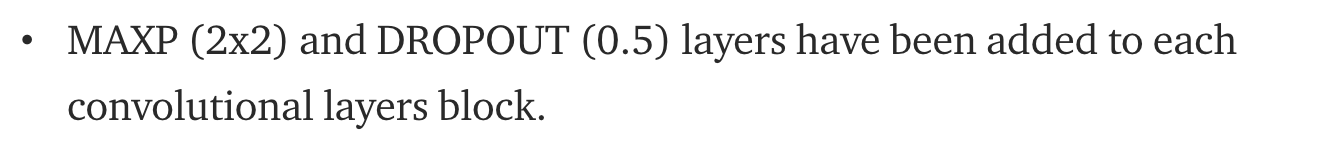 • MAXP (2x2) and DROPOUT (0.5) layers have been added to each
convolutional layers block.